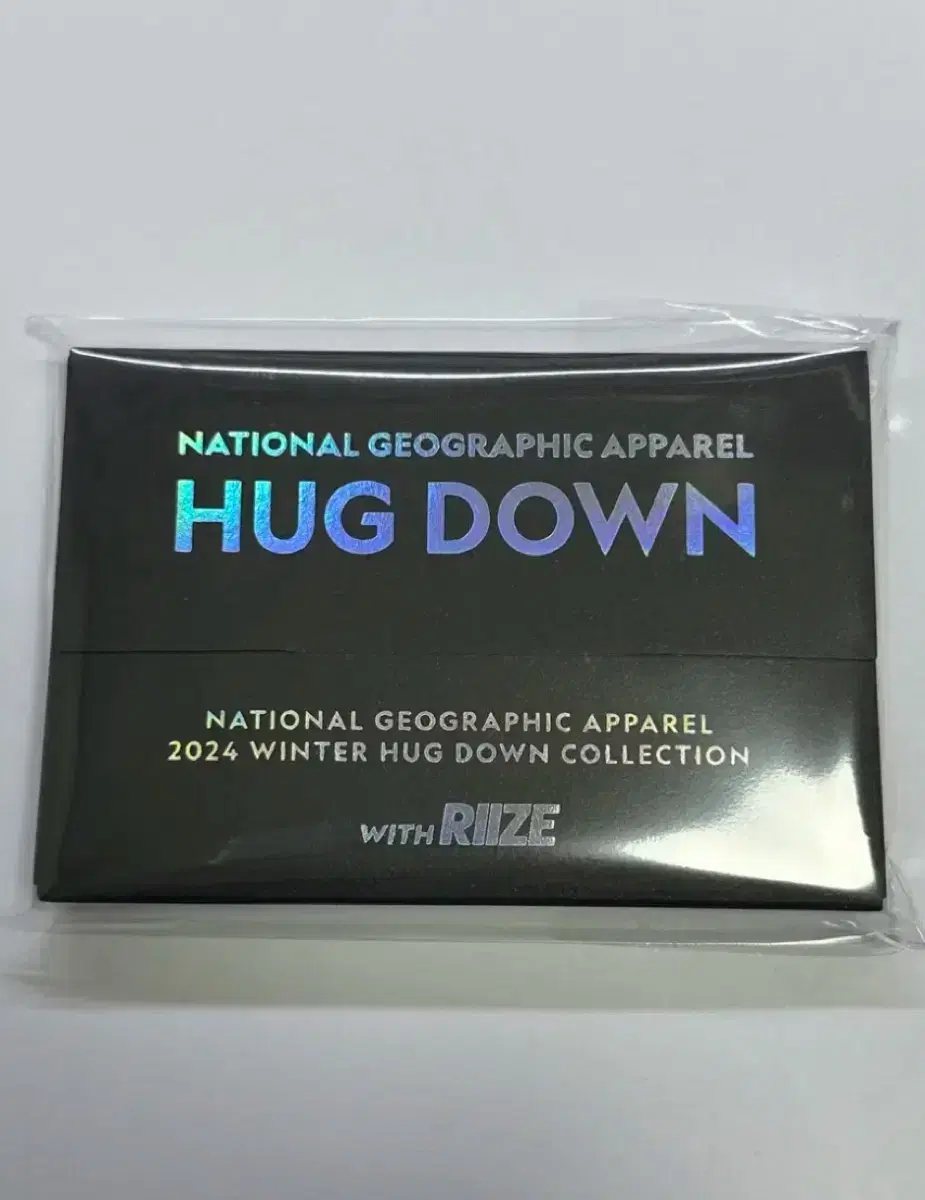 NATIONAL GEOGRAPHIC APPAREL
HUG DOWN
NATIONAL GEOGRAPHIC APPAREL
2024 WINTER HUG DOWN COLLECTION
WITH RIIZE